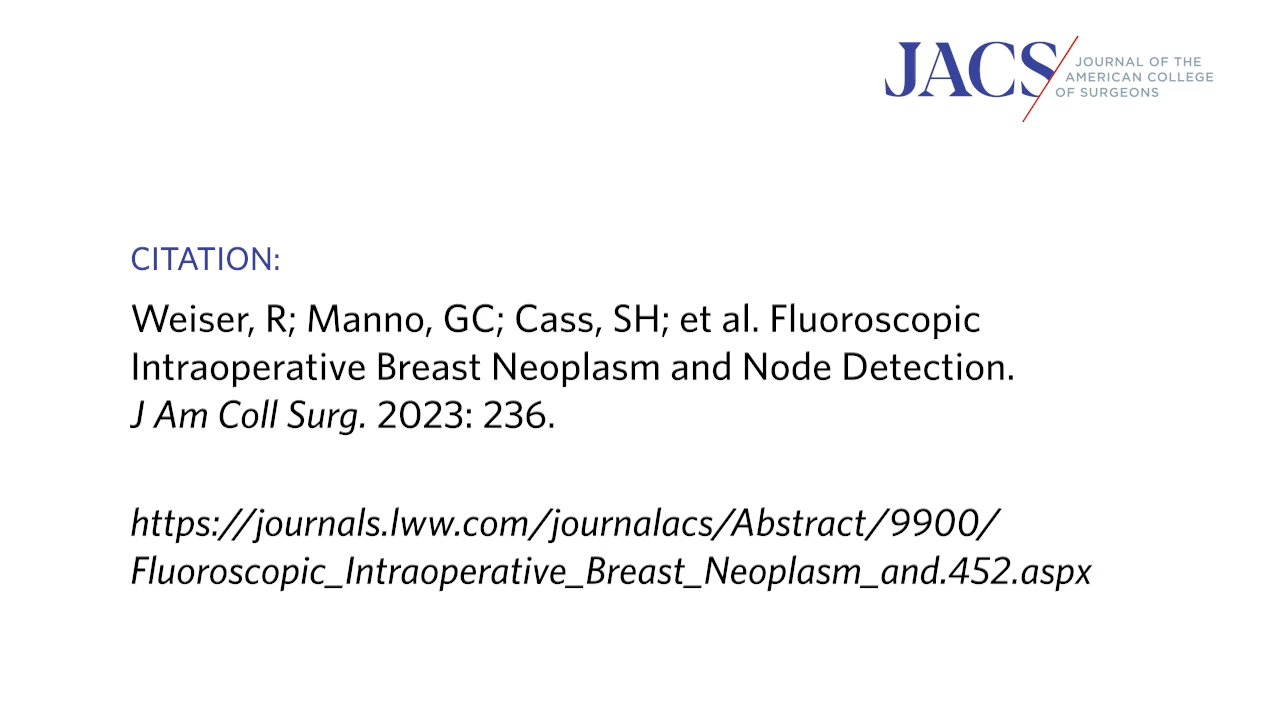 JACS
JOURNAL OF THE
AMERICAN COLLEGE
OF SURGEONS
CITATION:
Weiser, R; Manno, GC; Cass, SH; et al. Fluoroscopic
Intraoperative Breast Neoplasm and Node Detection.
J Am Coll Surg. 2023: 236.
https://journals.lww.com/journalacs/Abstract/9900/
Fluoroscopic_Intraoperative_Breast_Neoplasm_and.452.aspx